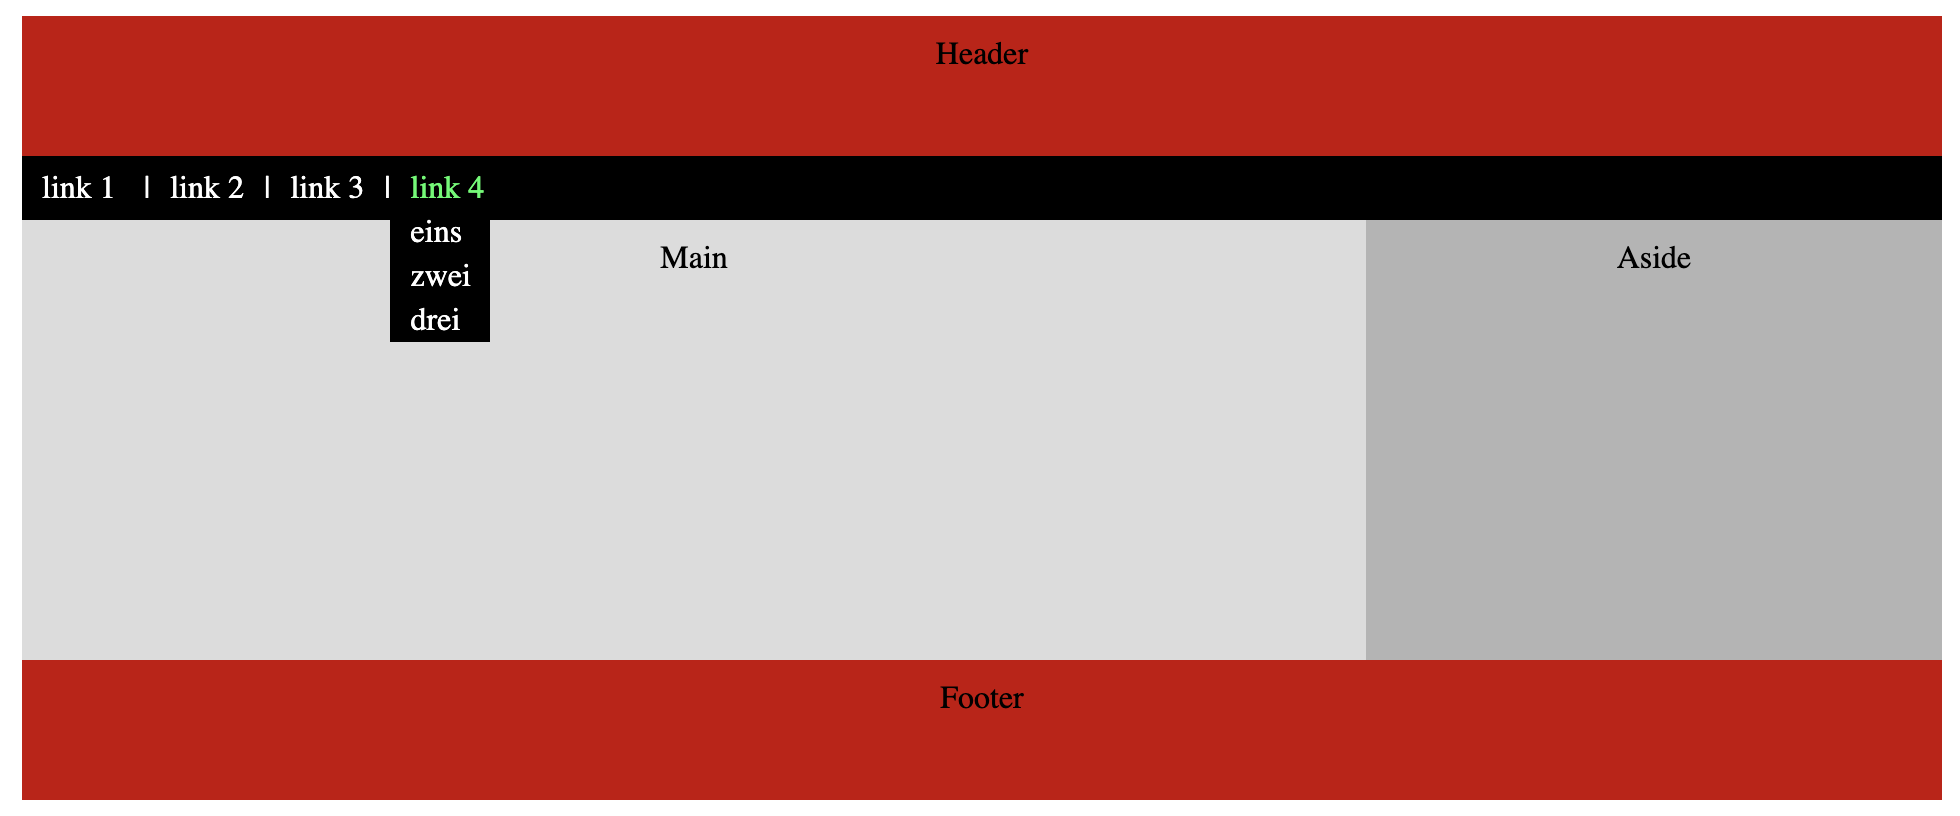 Header
link 1 | link 2 | link 3 | link 4
eins
Main
Aside
zwei
drei
Footer